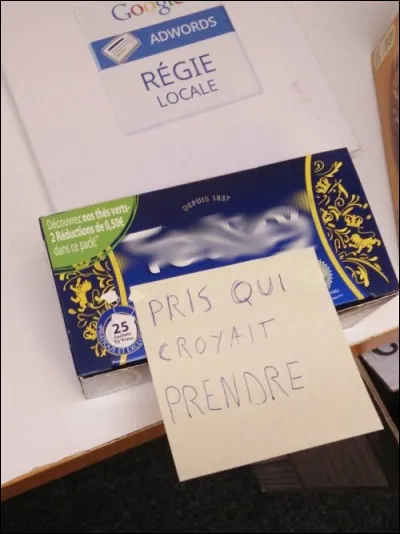 Google
ADWORDS
RÉGIE
LOCALE
DEPUIS 1837
Découvrez nos thés verts
2 Réductions de 0,50€
dans ce pack!*
25
PRIS QUI
CROYAIT
PRENDRE